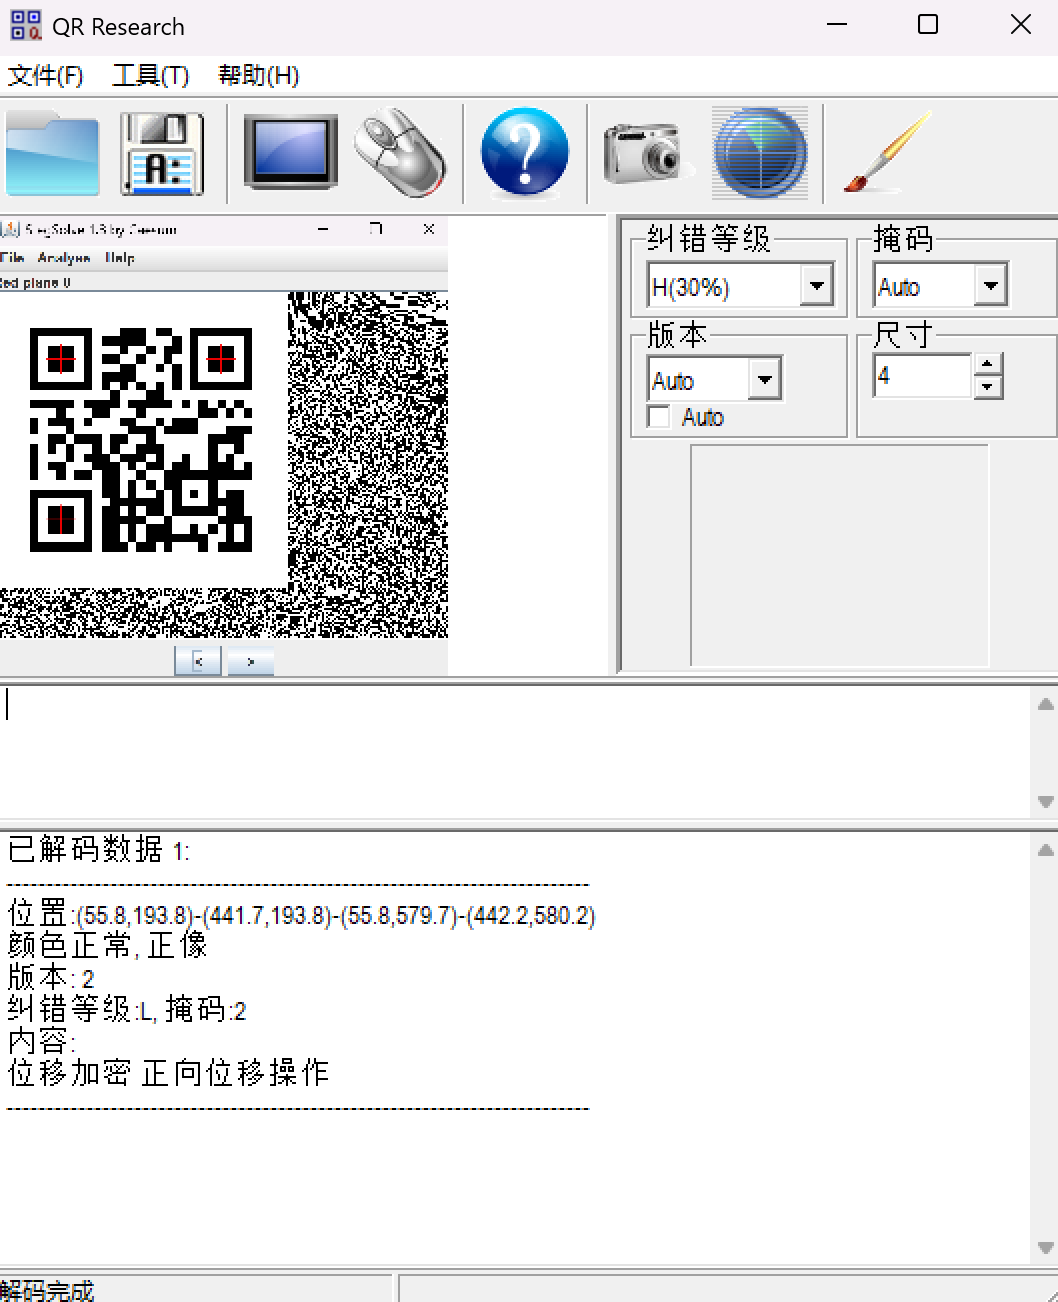 QR Research
文件(F) 工具(T) 帮助(H)
A:
StegSolve 1.3 by Caesum
File Analyse Help
Red plane 0
< >
纠错等级
H(30%)
掩码
Auto
版本
Auto
Auto
尺寸
4
已解码数据 1:
位置:(55.8,193.8)-(441.7,193.8)-(55.8,579.7)-(442.2,580.2)
颜色正常, 正像
版本: 2
纠错等级:L, 掩码:2
内容:
位移加密 正向位移操作
解码完成